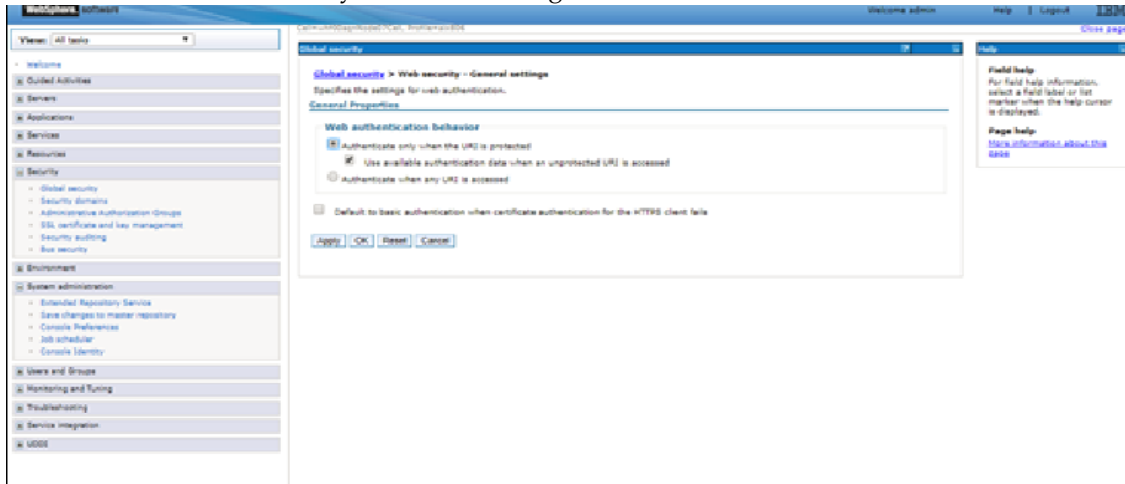 WebSphere. software
Welcome admin
Help | Logout
IBM
View: All tasks
Close page
Welcome
Guided Activities
Servers
Applications
Services
Resources
Security
Global security
Security domains
Administrative Authorization Groups
SSL certificate and key management
Security auditing
Bus security
Environment
System administration
Extended Repository Service
Save changes to master repository
Console Preferences
Job scheduler
Console Identity
Users and Groups
Monitoring and Tuning
Troubleshooting
Service integration
UDDI
Global security
Global security > Web security - General settings
Specifies the settings for web authentication.
General Properties
Web authentication behavior
Authenticate only when the URI is protected
Use available authentication data when an unprotected URI is accessed
Authenticate when any URI is accessed
Default to basic authentication when certificate authentication for the HTTPS client fails
Apply OK Reset Cancel
Help
Field help
For field help information,
select a field label or list
marker when the help cursor
is displayed.
Page help
More information about this
page